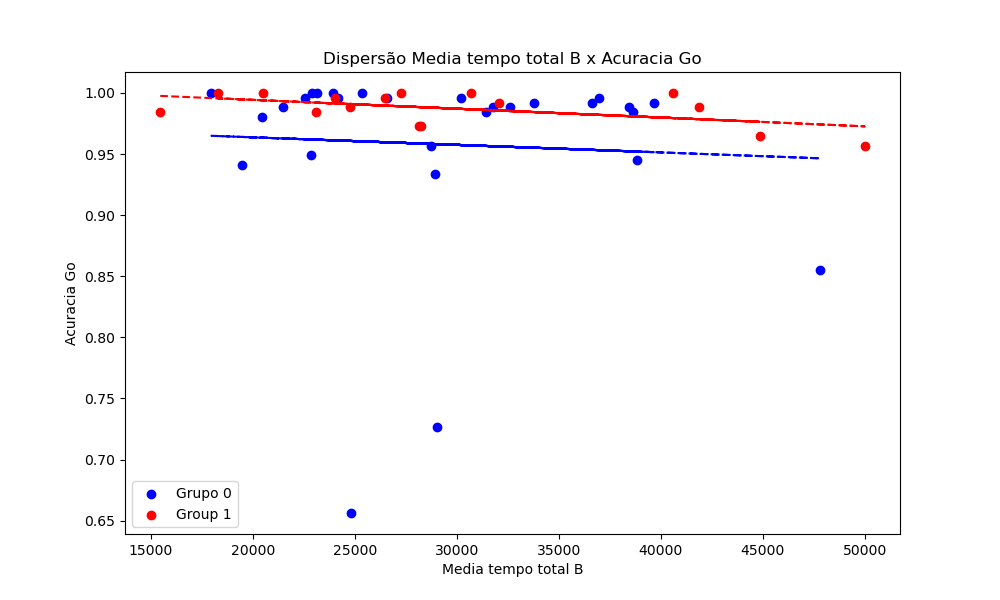 Dispersão Media tempo total B x Acuracia Go
Acuracia Go
1.00
0.95
0.90
0.85
0.80
0.75
0.70
0.65
Grupo 0
Group 1
15000 20000 25000 30000 35000 40000 45000 50000
Media tempo total B